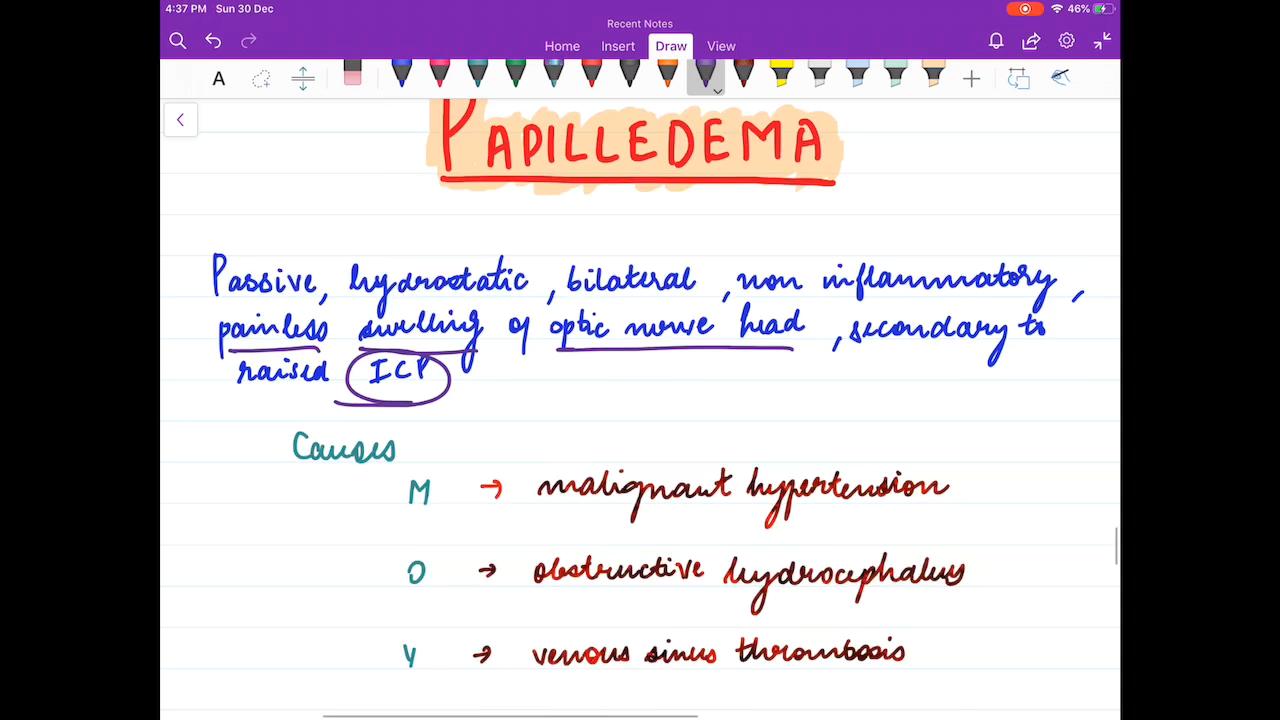 4:37 PM Sun 30 Dec
46%
Recent Notes
Home Insert Draw View
A
PAPILLEDEMA
Passive, hydrostatic, bilateral, non inflammatory,
painless swelling of optic nerve head, secondary to
raised ICP
Causes
M → malignant hypertension
O → obstructive hydrocephalus
V → venous sinus thrombosis